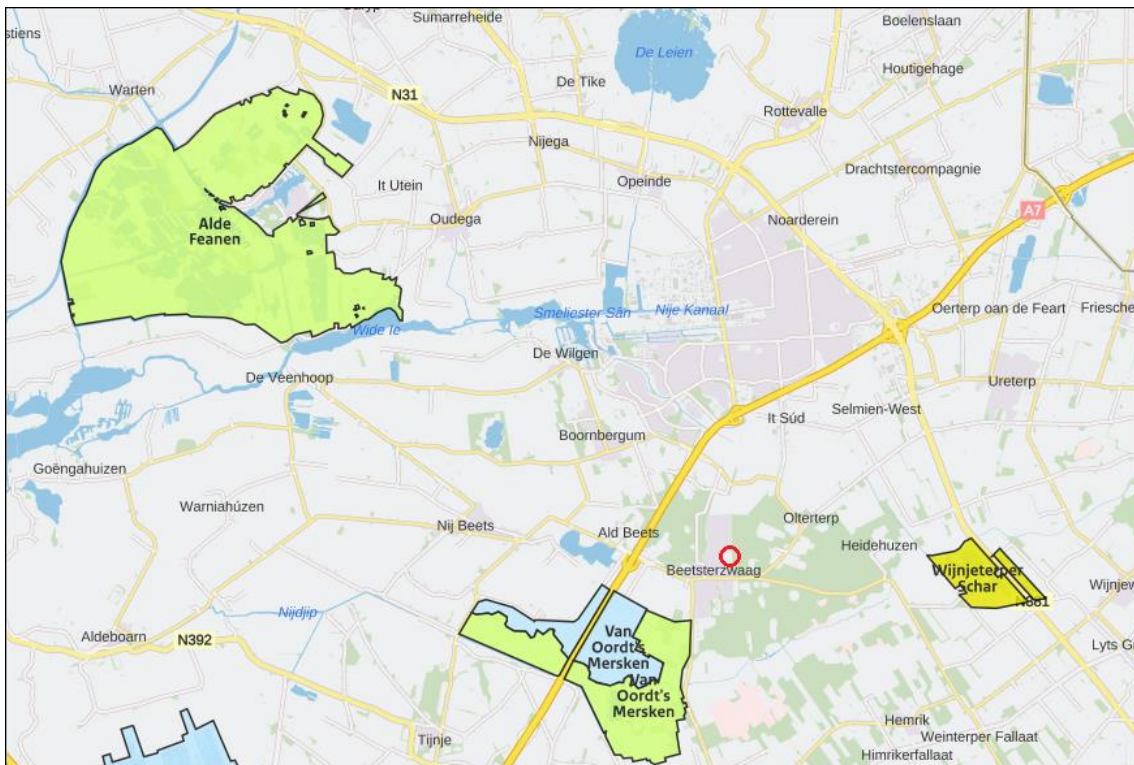 Sumarreheide
Boelenslaan
stiens
De Leien
Houtigehage
De Tike
Warten
N31
Rottevalle
Nijega
Drachtstercompagnie
Opeinde
It Utein
A7
Oudega
Noarderein
Alde
Feanen
Oerterp oan de Feart
Friesche
Smeliester Sân
Nije Kanaal
Wide Ie
De Wilgen
De Veenhoop
Ureterp
Selmien-West
It Súd
Boornbergum
Goëngahuizen
Warniahúzen
Nij Beets
Ald Beets
Olterterp
Heidehuzen
Beetsterzwaag
Wijnjeterper
Schar
Wijnjew
N381
Nijdjip
Aldeboarn
N392
Van
Oordt's
Mersken
Van
Oordt's
Mersken
Lyts G
Hemrik
Weinterper Fallaat
Tijnje
Himrikerfallaat